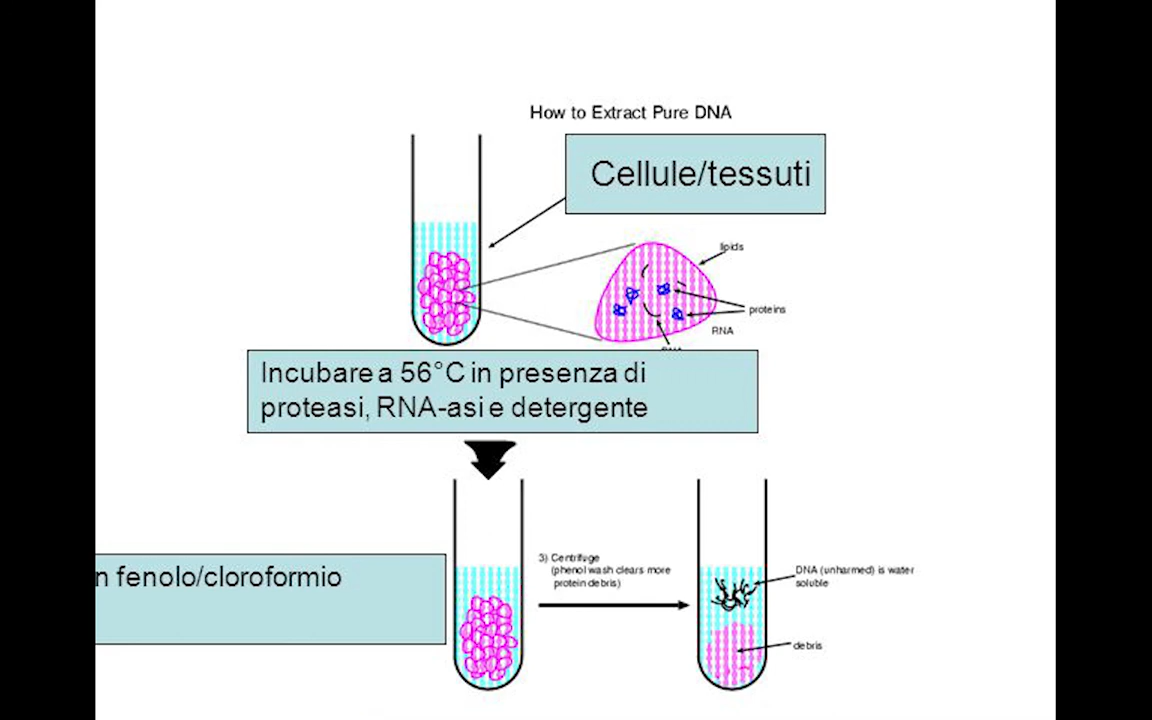 How to Extract Pure DNA
Cellule/tessuti
lipids
proteins
RNA
Incubare a 56°C in presenza di
proteasi, RNA-asi e detergente
n fenolo/cloroformio
3) Centrifuge
(phenol wash clears more
protein debris)
DNA (unharmed) is water
soluble
debris